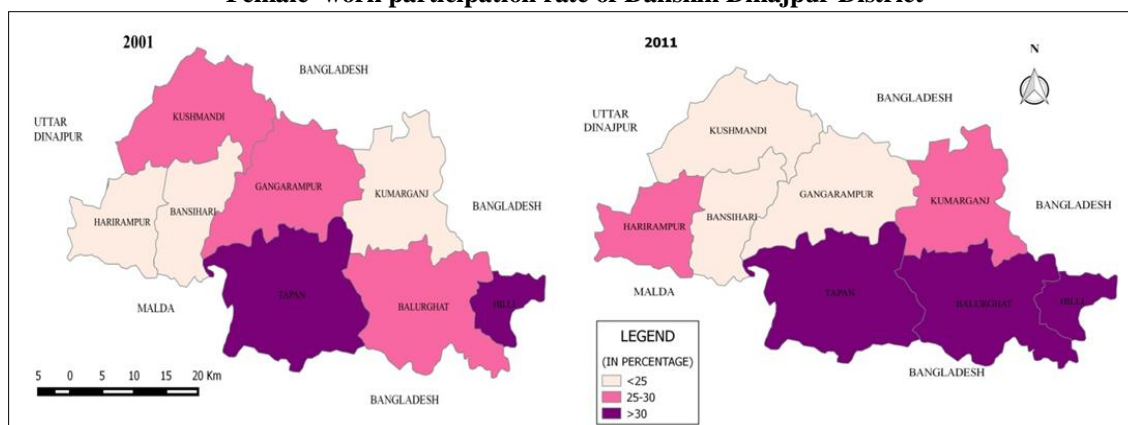 Female work participation rate of Dakshin Dinajpur District
2001
BANGLADESH
UTTAR
DINAJPUR
KUSHMANDI
GANGARAMPUR
KUMARGANJ
HARIRAMPUR
BANSIHARI
BANGLADESH
TAPAN
BALURGHAT
HILLI
MALDA
BANGLADESH
5 0 5 10 15 20 Km
2011
N
BANGLADESH
UTTAR
DINAJPUR
KUSHMANDI
GANGARAMPUR
KUMARGANJ
HARIRAMPUR
BANSIHARI
BANGLADESH
TAPAN
BALURGHAT
HILLI
MALDA
BANGLADESH
LEGEND
(IN PERCENTAGE)
<25
25-30
>30